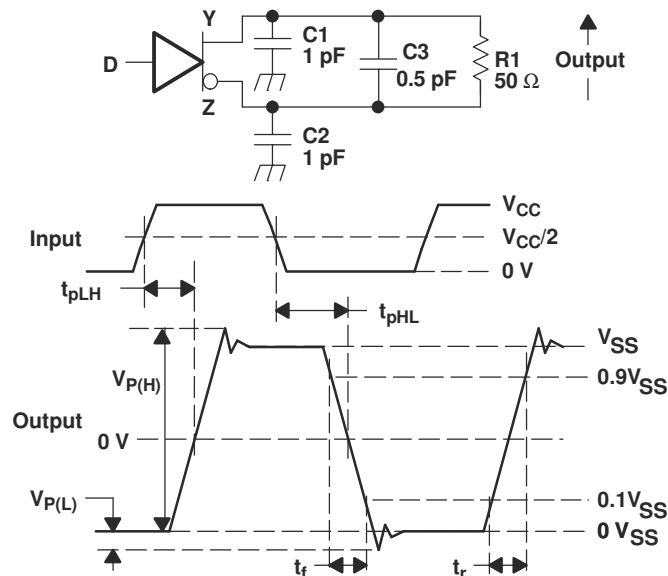 Y
D
Z
C1
1 pF
C2
1 pF
C3
0.5 pF
R1
50 Ω
Output
Input
V_CC
V_CC/2
0 V
t_pLH
t_pHL
V_P(H)
Output
0 V
V_P(L)
V_SS
0.9V_SS
0.1V_SS
0 V_SS
t_f
t_r